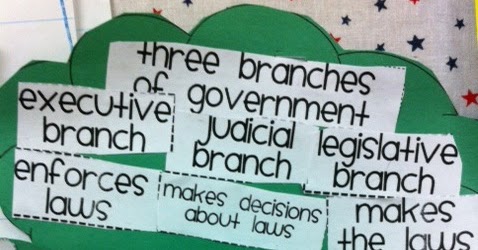 three branches
of government
executive
branch
judicial
branch
legislative
branch
enforces
laws
makes decisions
about laws
makes
the laws